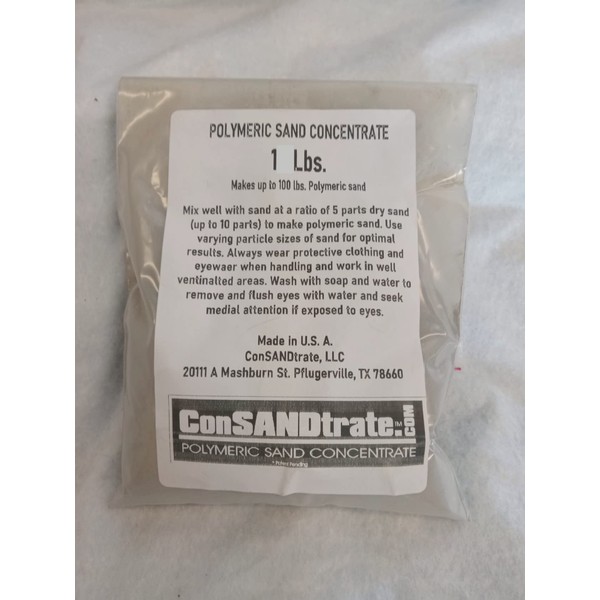 POLYMERIC SAND CONCENTRATE
1 Lbs.
Makes up to 100 lbs. Polymeric sand
Mix well with sand at a ratio of 5 parts dry sand
(up to 10 parts) to make polymeric sand. Use
varying particle sizes of sand for optimal
results. Always wear protective clothing and
eyewaer when handling and work in well
ventinalted areas. Wash with soap and water to
remove and flush eyes with water and seek
medial attention if exposed to eyes.
Made in U. S. A.
ConSANDtrate, LLC
20111 A Mashburn St. Pflugerville, TX 78660
ConSANDtrate.COM
TM
POLYMERIC SAND CONCENTRATE
• Patent Pending